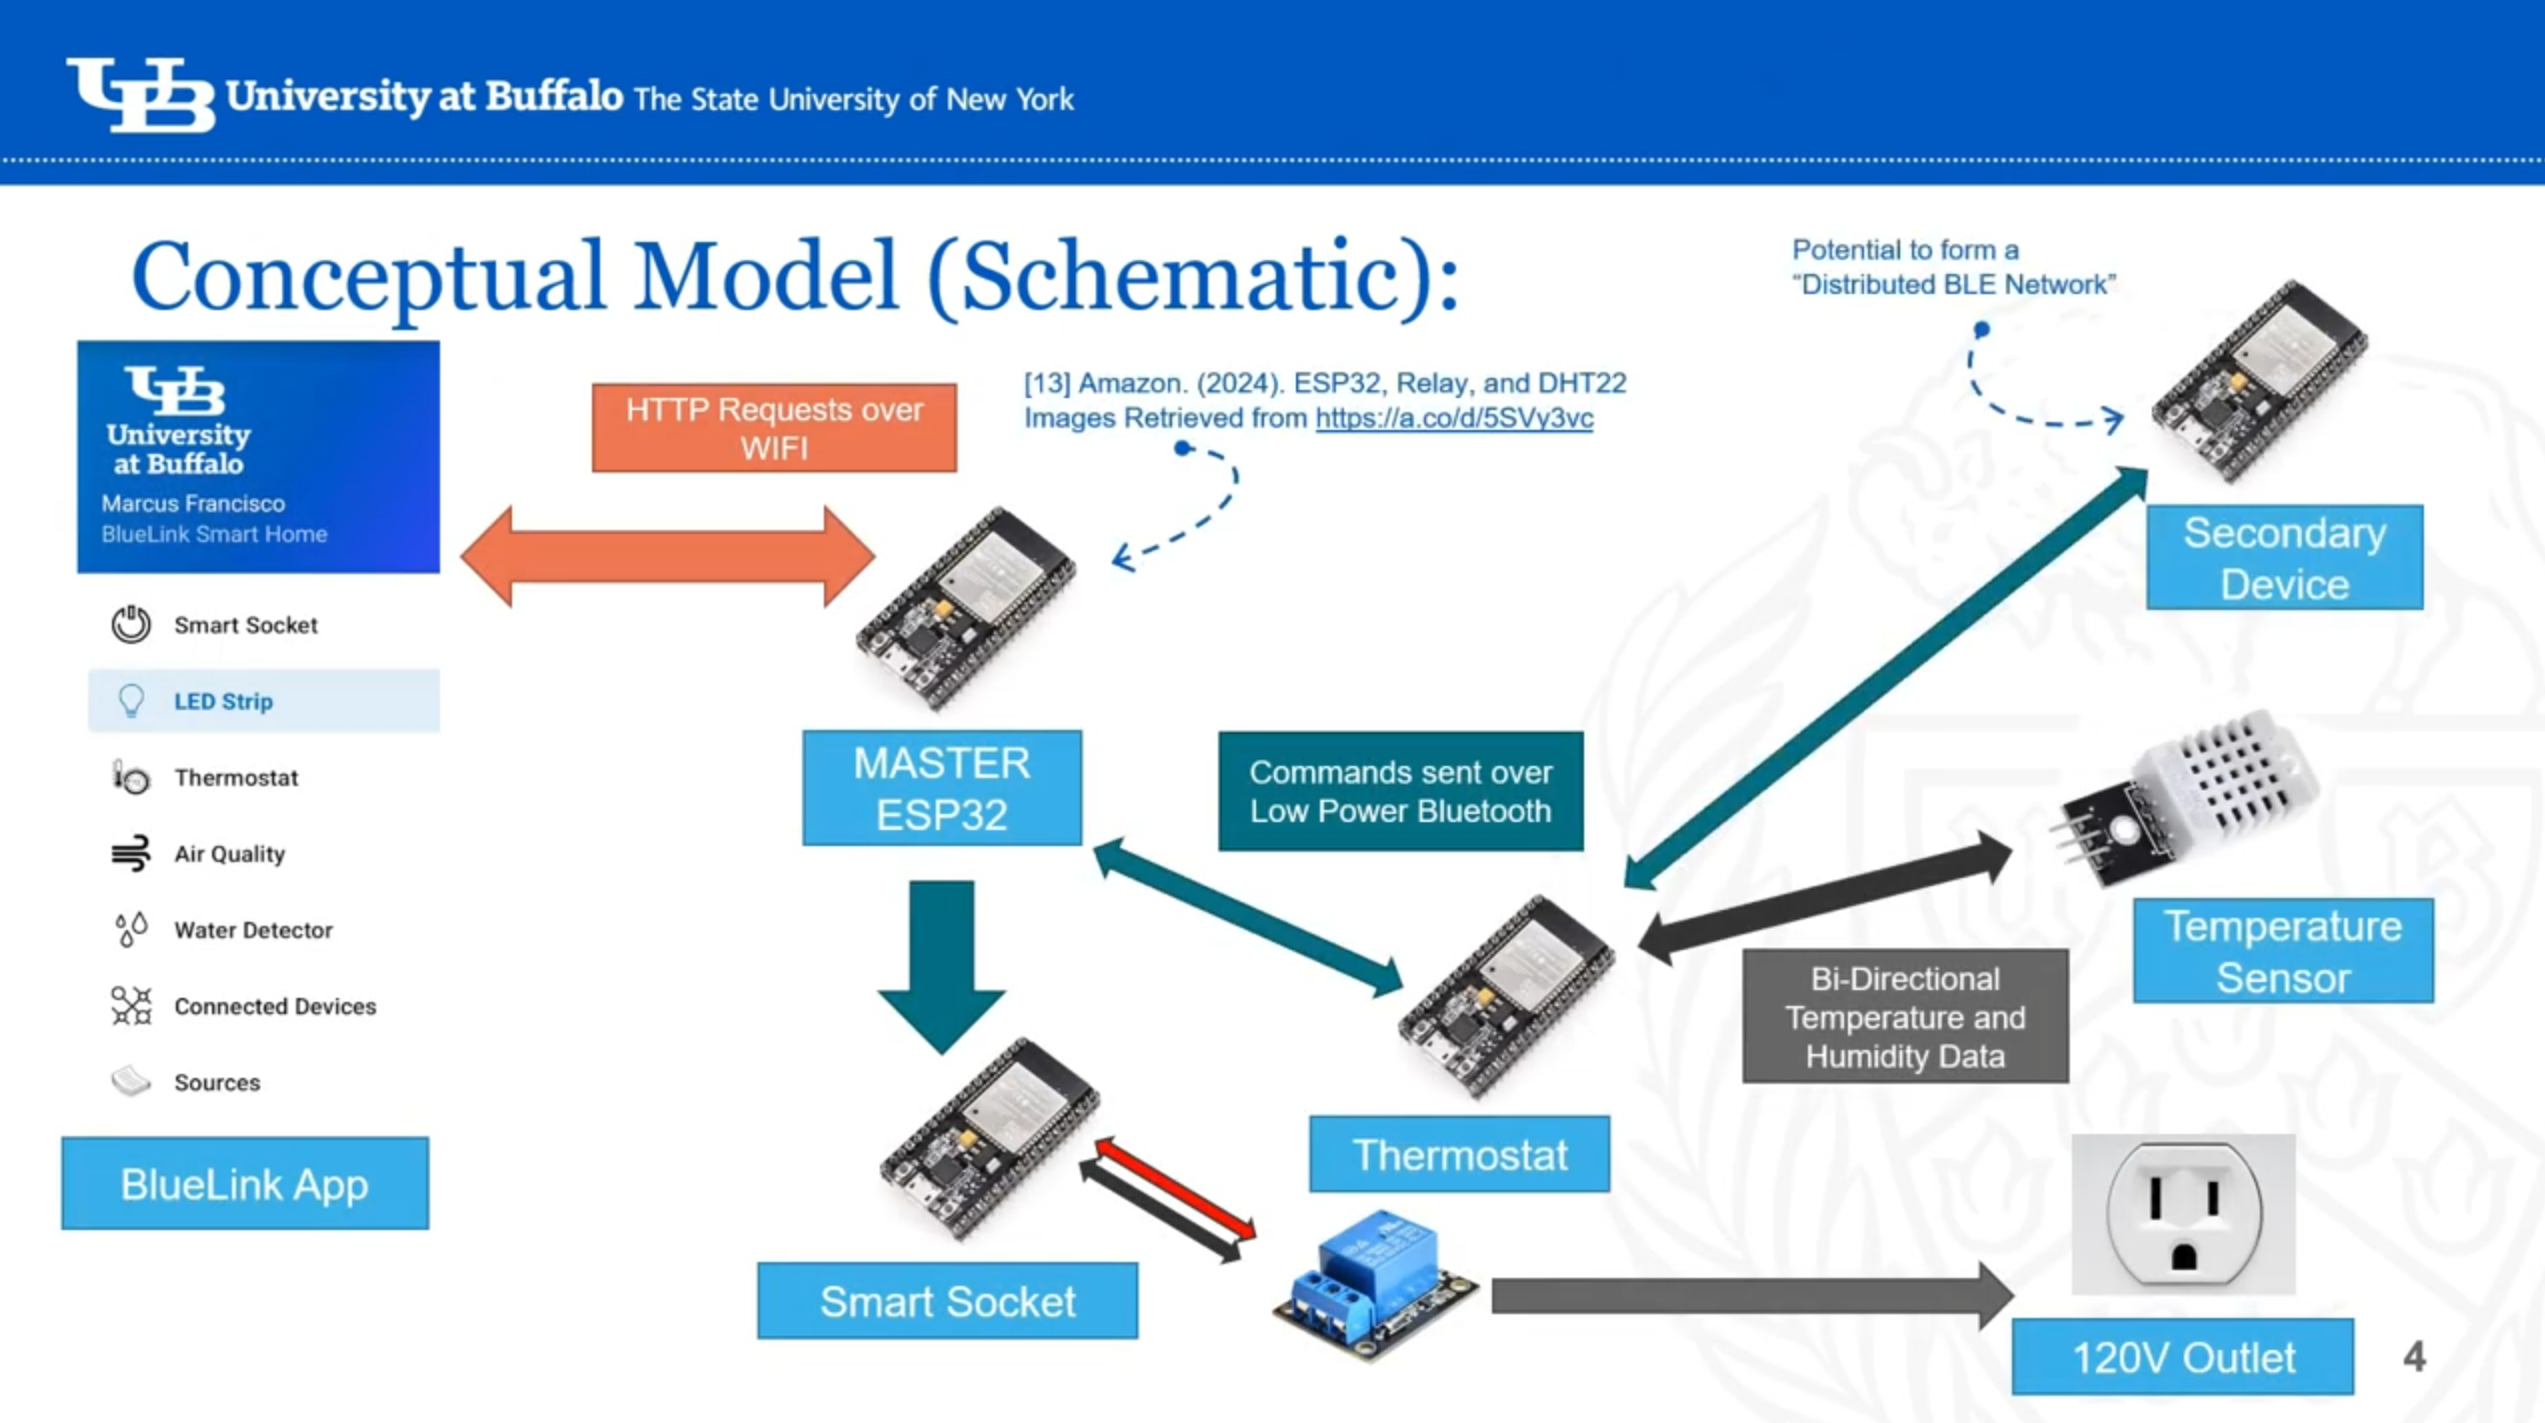 University at Buffalo The State University of New York
Conceptual Model (Schematic):
Potential to form a
“Distributed BLE Network”
University
at Buffalo
Marcus Francisco
BlueLink Smart Home
HTTP Requests over
WIFI
[13] Amazon. (2024). ESP32, Relay, and DHT22
Images Retrieved from https://a.co/d/5SVy3vc
Secondary
Device
Smart Socket
LED Strip
Thermostat
Air Quality
Water Detector
Connected Devices
Sources
BlueLink App
MASTER
ESP32
Commands sent over
Low Power Bluetooth
Temperature
Sensor
Bi-Directional
Temperature and
Humidity Data
Thermostat
Smart Socket
120V Outlet
4